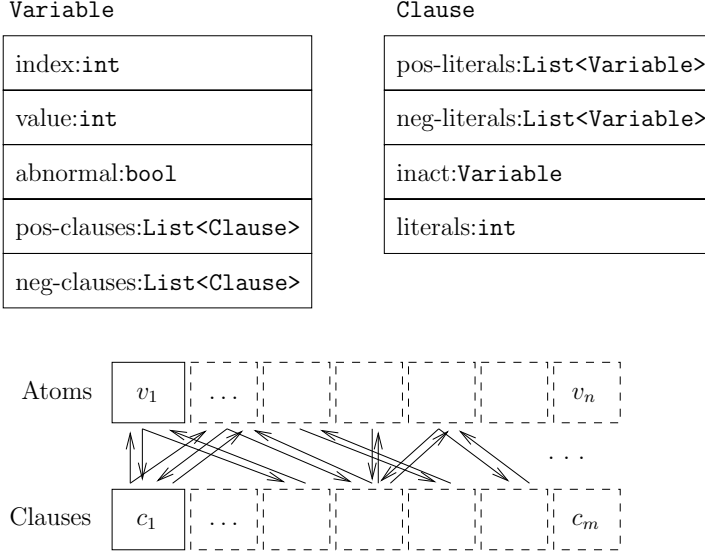 Variable
index:int
value:int
abnormal:bool
pos-clauses:List<Clause>
neg-clauses:List<Clause>
Clause
pos-literals:List<Variable>
neg-literals:List<Variable>
inact:Variable
literals:int
Atoms v1 ... vn
...
Clauses c1 ... cm